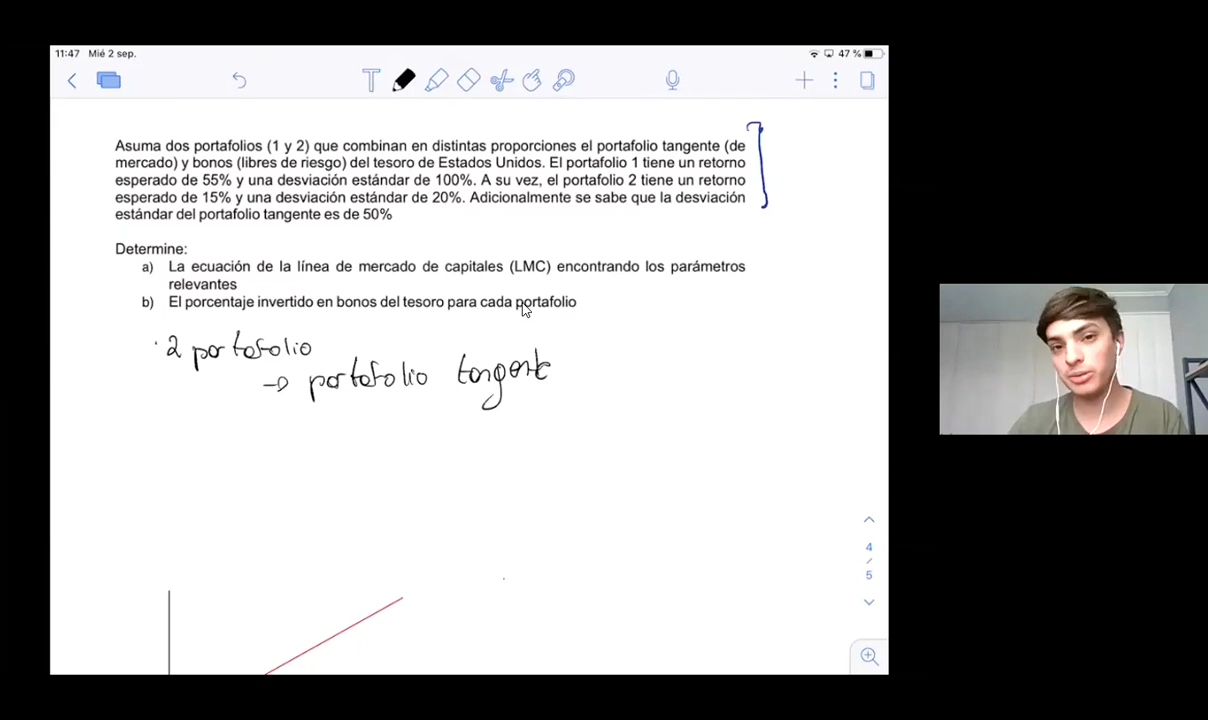 11:47 Mié 2 sep.
47 %
T
Asuma dos portafolios (1 y 2) que combinan en distintas proporciones el portafolio tangente (de
mercado) y bonos (libres de riesgo) del tesoro de Estados Unidos. El portafolio 1 tiene un retorno
esperado de 55% y una desviación estándar de 100%. A su vez, el portafolio 2 tiene un retorno
esperado de 15% y una desviación estándar de 20%. Adicionalmente se sabe que la desviación
estándar del portafolio tangente es de 50%
Determine:
a) La ecuación de la línea de mercado de capitales (LMC) encontrando los parámetros
relevantes
b) El porcentaje invertido en bonos del tesoro para cada portafolio
· 2 portafolio
→ portafolio tangente
4
/
5